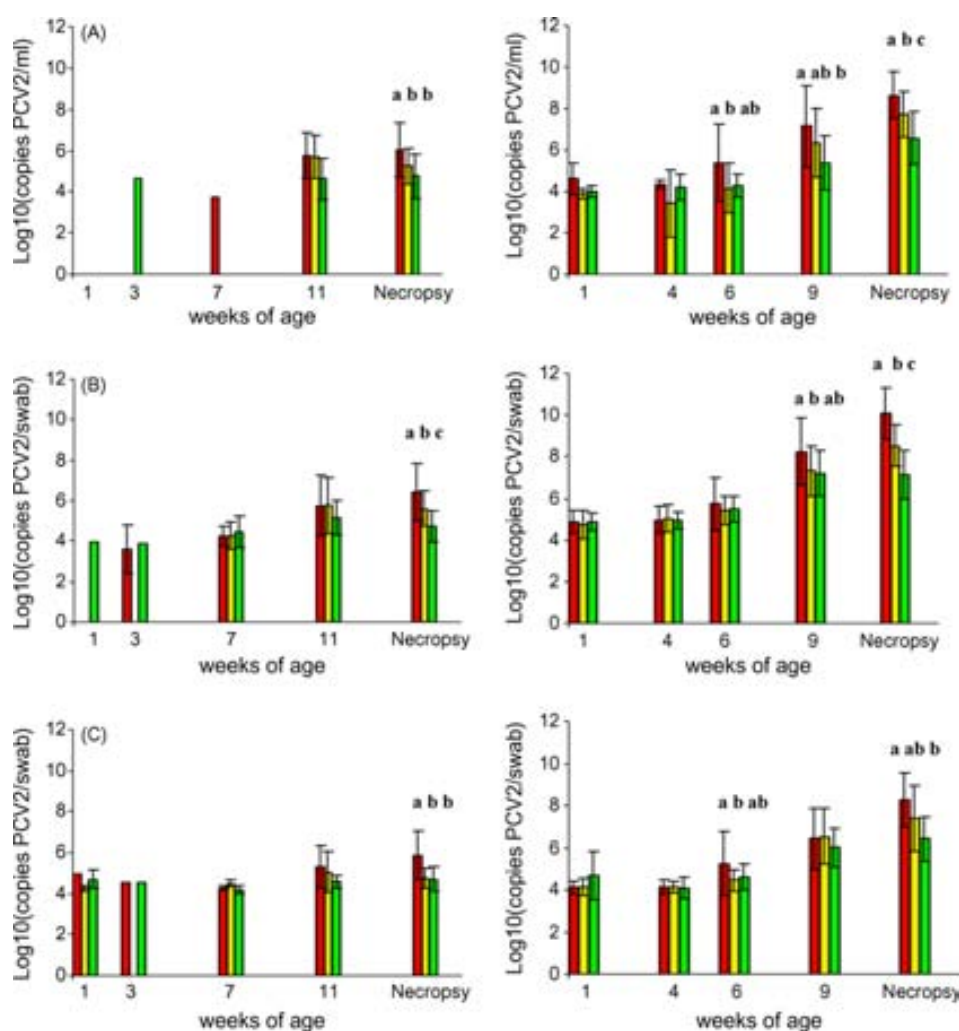 (A)
Log10(copies PCV2/ml)
12
10
8
6
4
2
0
a b b
1 3 7 11 Necropsy
weeks of age
Log10(copies PCV2/ml)
12
10
8
6
4
2
0
a b ab
a ab b
a b c
1 4 6 9 Necropsy
weeks of age
(B)
Log10(copies PCV2/swab)
12
10
8
6
4
2
0
a b c
1 3 7 11 Necropsy
weeks of age
Log10(copies PCV2/swab)
12
10
8
6
4
2
0
a b ab
a b c
1 4 6 9 Necropsy
weeks of age
(C)
Log10(copies PCV2/swab)
12
10
8
6
4
2
0
a b b
1 3 7 11 Necropsy
weeks of age
Log10(copies PCV2/swab)
12
10
8
6
4
2
0
a b ab
a ab b
1 4 6 9 Necropsy
weeks of age